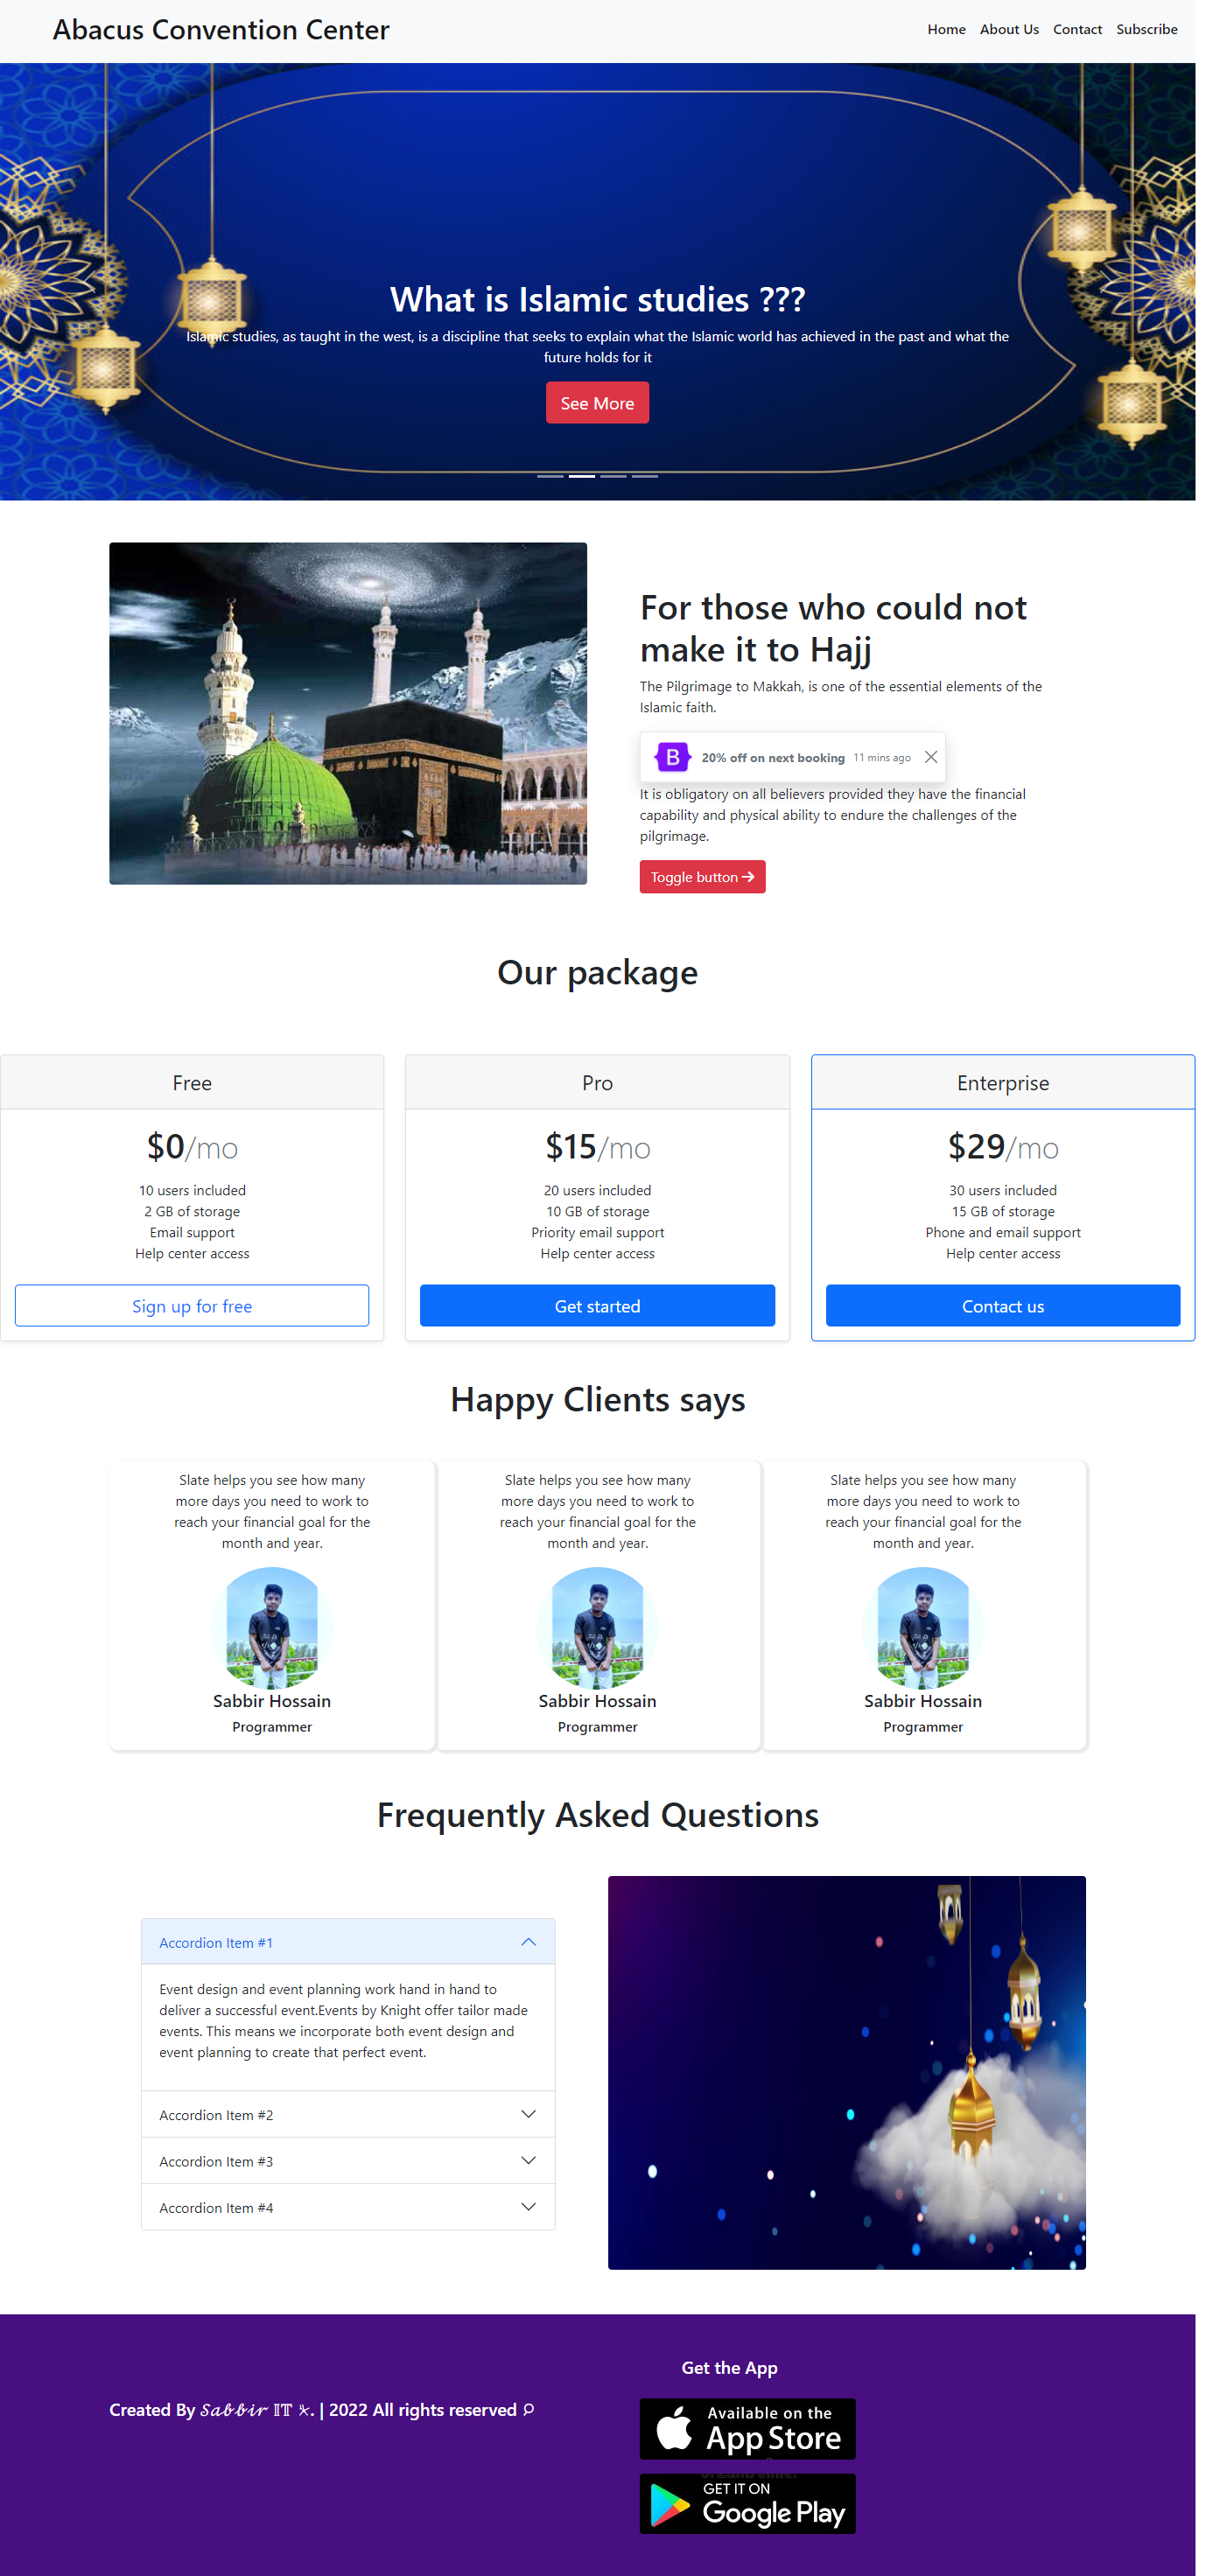 Abacus Convention Center
Home About Us Contact Subscribe
What is Islamic studies ???
Islamic studies, as taught in the west, is a discipline that seeks to explain what the Islamic world has achieved in the past and what the
future holds for it
See More
For those who could not
make it to Hajj
The Pilgrimage to Makkah, is one of the essential elements of the
Islamic faith.
B 20% off on next booking 11 mins ago
It is obligatory on all believers provided they have the financial
capability and physical ability to endure the challenges of the
pilgrimage.
Toggle button
Our package
Free
$0/mo
10 users included
2 GB of storage
Email support
Help center access
Sign up for free
Pro
$15/mo
20 users included
10 GB of storage
Priority email support
Help center access
Get started
Enterprise
$29/mo
30 users included
15 GB of storage
Phone and email support
Help center access
Contact us
Happy Clients says
Slate helps you see how many
more days you need to work to
reach your financial goal for the
month and year.
Sabbir Hossain
Programmer
Slate helps you see how many
more days you need to work to
reach your financial goal for the
month and year.
Sabbir Hossain
Programmer
Slate helps you see how many
more days you need to work to
reach your financial goal for the
month and year.
Sabbir Hossain
Programmer
Frequently Asked Questions
Accordion Item #1
Event design and event planning work hand in hand to
deliver a successful event.Events by Knight offer tailor made
events. This means we incorporate both event design and
event planning to create that perfect event.
Accordion Item #2
Accordion Item #3
Accordion Item #4
Created By 𝓢𝓪𝓫𝓫𝓲𝓻 𝕀𝕋 . | 2022 All rights reserved
Get the App
Available on the
App Store
GET IT ON
Google Play